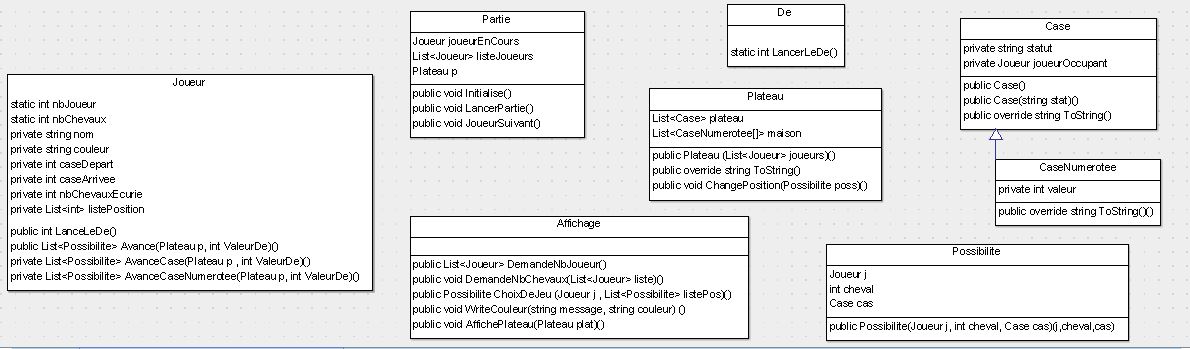 Joueur
static int nbJoueur
static int nbChevaux
private string nom
private string couleur
private int caseDepart
private int caseArrivee
private int nbChevauxEcurie
private List<int> listePosition
public int LanceLeDe()
public List<Possibilite> Avance(Plateau p, int ValeurDe)()
private List<Possibilite> AvanceCase(Plateau p , int ValeurDe)()
private List<Possibilite> AvanceCaseNumerotee(Plateau p, int ValeurDe)()
Partie
Joueur joueurEnCours
List<Joueur> listeJoueurs
Plateau p
public void Initialise()
public void LancerPartie()
public void JoueurSuivant()
De
static int LancerLeDe()
Case
private string statut
private Joueur joueurOccupant
public Case()
public Case(string stat)()
public override string ToString()
Plateau
List<Case> plateau
List<CaseNumerotee[]> maison
public Plateau (List<Joueur> joueurs)()
public override string ToString()
public void ChangePosition(Possibilite poss)()
CaseNumerotee
private int valeur
public override string ToString()()
Affichage
public List<Joueur> DemandeNbJoueur()
public void DemandeNbChevaux(List<Joueur> liste)()
public Possibilite ChoixDeJeu (Joueur j , List<Possibilite> listePos)()
public void WriteCouleur(string message, string couleur) ()
public void AffichePlateau(Plateau plat)()
Possibilite
Joueur j
int cheval
Case cas
public Possibilite(Joueur j, int cheval, Case cas)(j,cheval,cas)